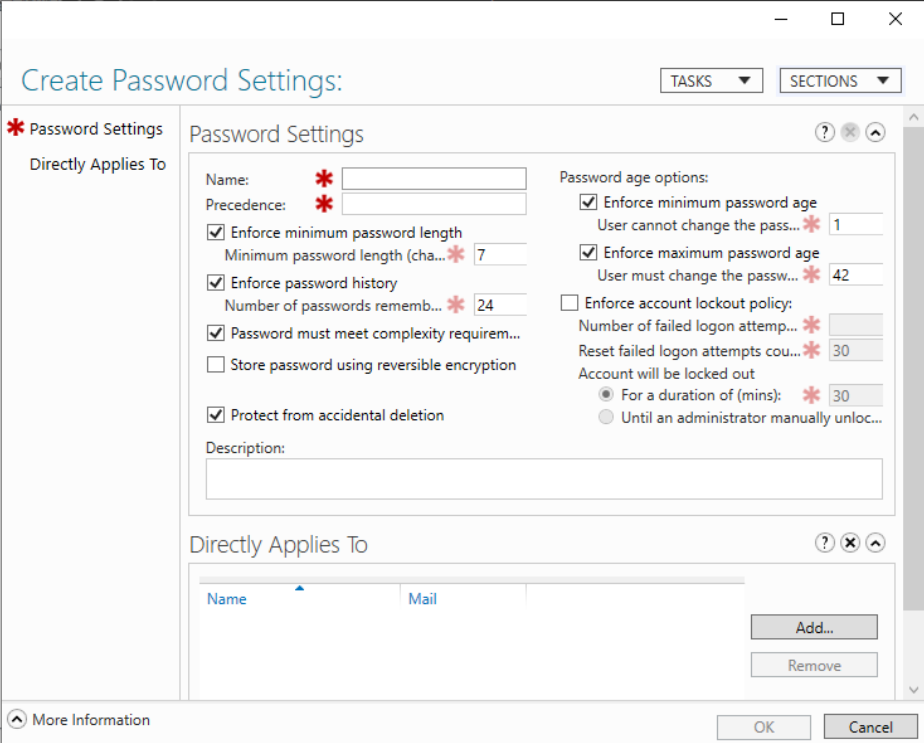 Create Password Settings:
TASKS
SECTIONS
Password Settings
Directly Applies To
Password Settings
Name:
Precedence:
Enforce minimum password length
Minimum password length (cha... 7
Enforce password history
Number of passwords rememb... 24
Password must meet complexity requirem...
Store password using reversible encryption
Protect from accidental deletion
Password age options:
Enforce minimum password age
User cannot change the pass... 1
Enforce maximum password age
User must change the passw... 42
Enforce account lockout policy:
Number of failed logon attemp...
Reset failed logon attempts cou... 30
Account will be locked out
For a duration of (mins): 30
Until an administrator manually unloc...
Description:
Directly Applies To
Name Mail
Add...
Remove
More Information
OK Cancel